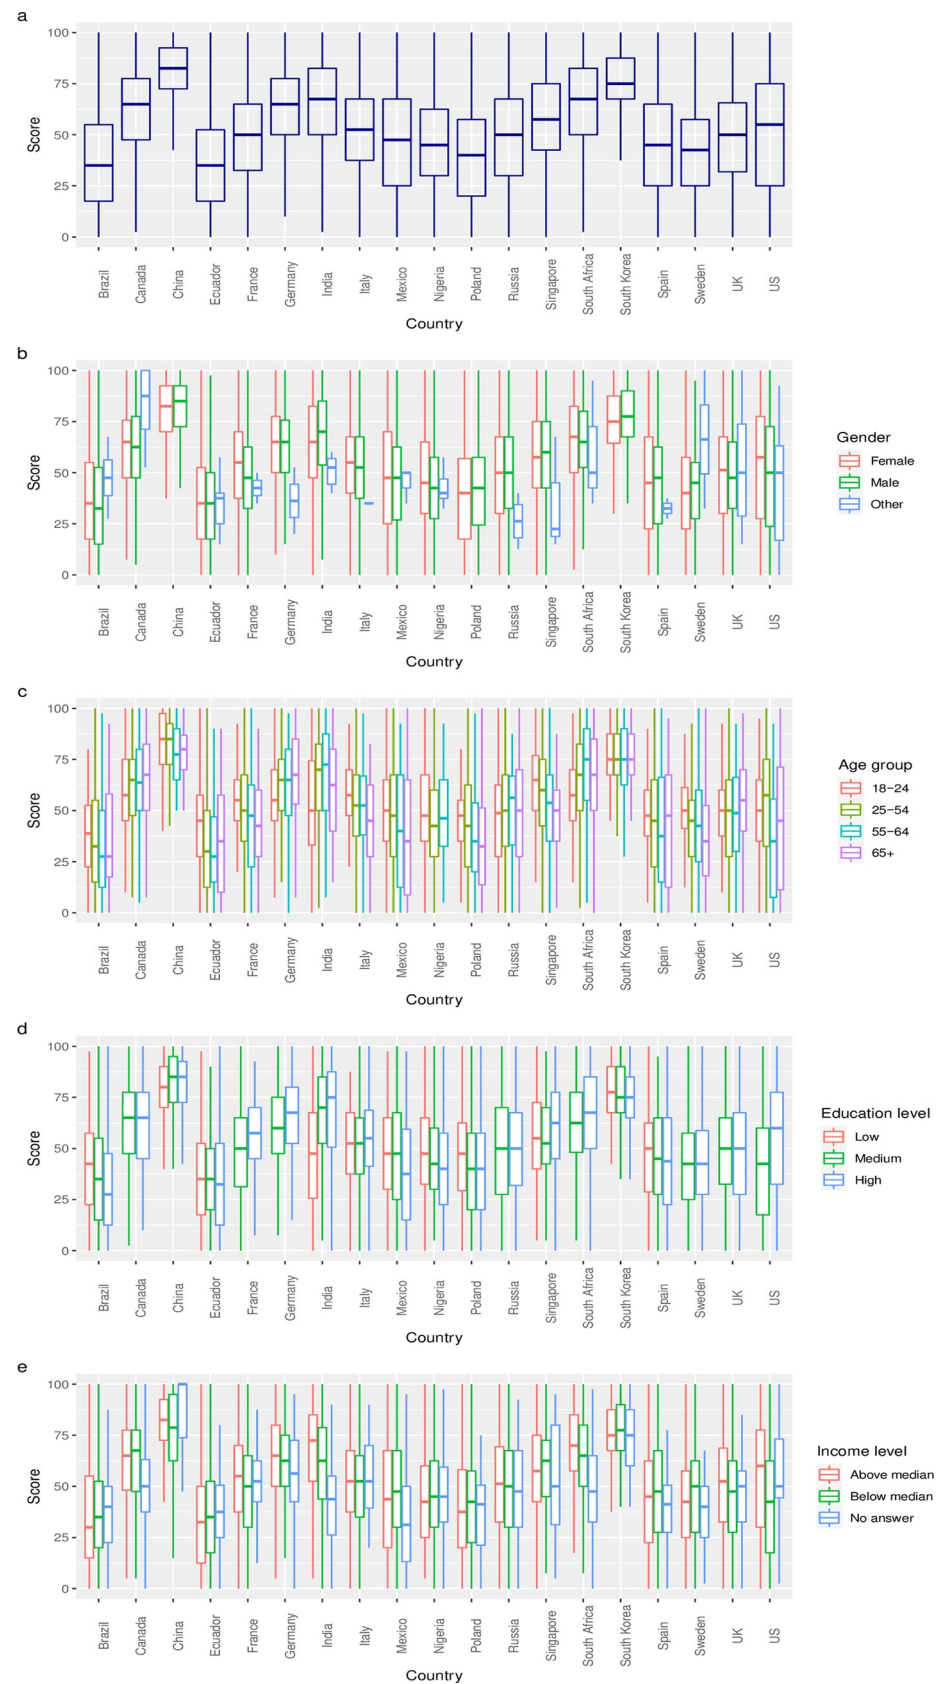 a
100
75
50
25
0
Score
Brazil
Canada
China
Ecuador
France
Germany
India
Italy
Mexico
Nigeria
Poland
Russia
Singapore
South Africa
South Korea
Spain
Sweden
UK
US
Country
b
100
75
50
25
0
Score
Brazil
Canada
China
Ecuador
France
Germany
India
Italy
Mexico
Nigeria
Poland
Russia
Singapore
South Africa
South Korea
Spain
Sweden
UK
US
Country
Gender
Female
Male
Other
c
100
75
50
25
0
Score
Brazil
Canada
China
Ecuador
France
Germany
India
Italy
Mexico
Nigeria
Poland
Russia
Singapore
South Africa
South Korea
Spain
Sweden
UK
US
Country
Age group
18-24
25-54
55-64
65+
d
100
75
50
25
0
Score
Brazil
Canada
China
Ecuador
France
Germany
India
Italy
Mexico
Nigeria
Poland
Russia
Singapore
South Africa
South Korea
Spain
Sweden
UK
US
Country
Education level
Low
Medium
High
e
100
75
50
25
0
Score
Brazil
Canada
China
Ecuador
France
Germany
India
Italy
Mexico
Nigeria
Poland
Russia
Singapore
South Africa
South Korea
Spain
Sweden
UK
US
Country
Income level
Above median
Below median
No answer